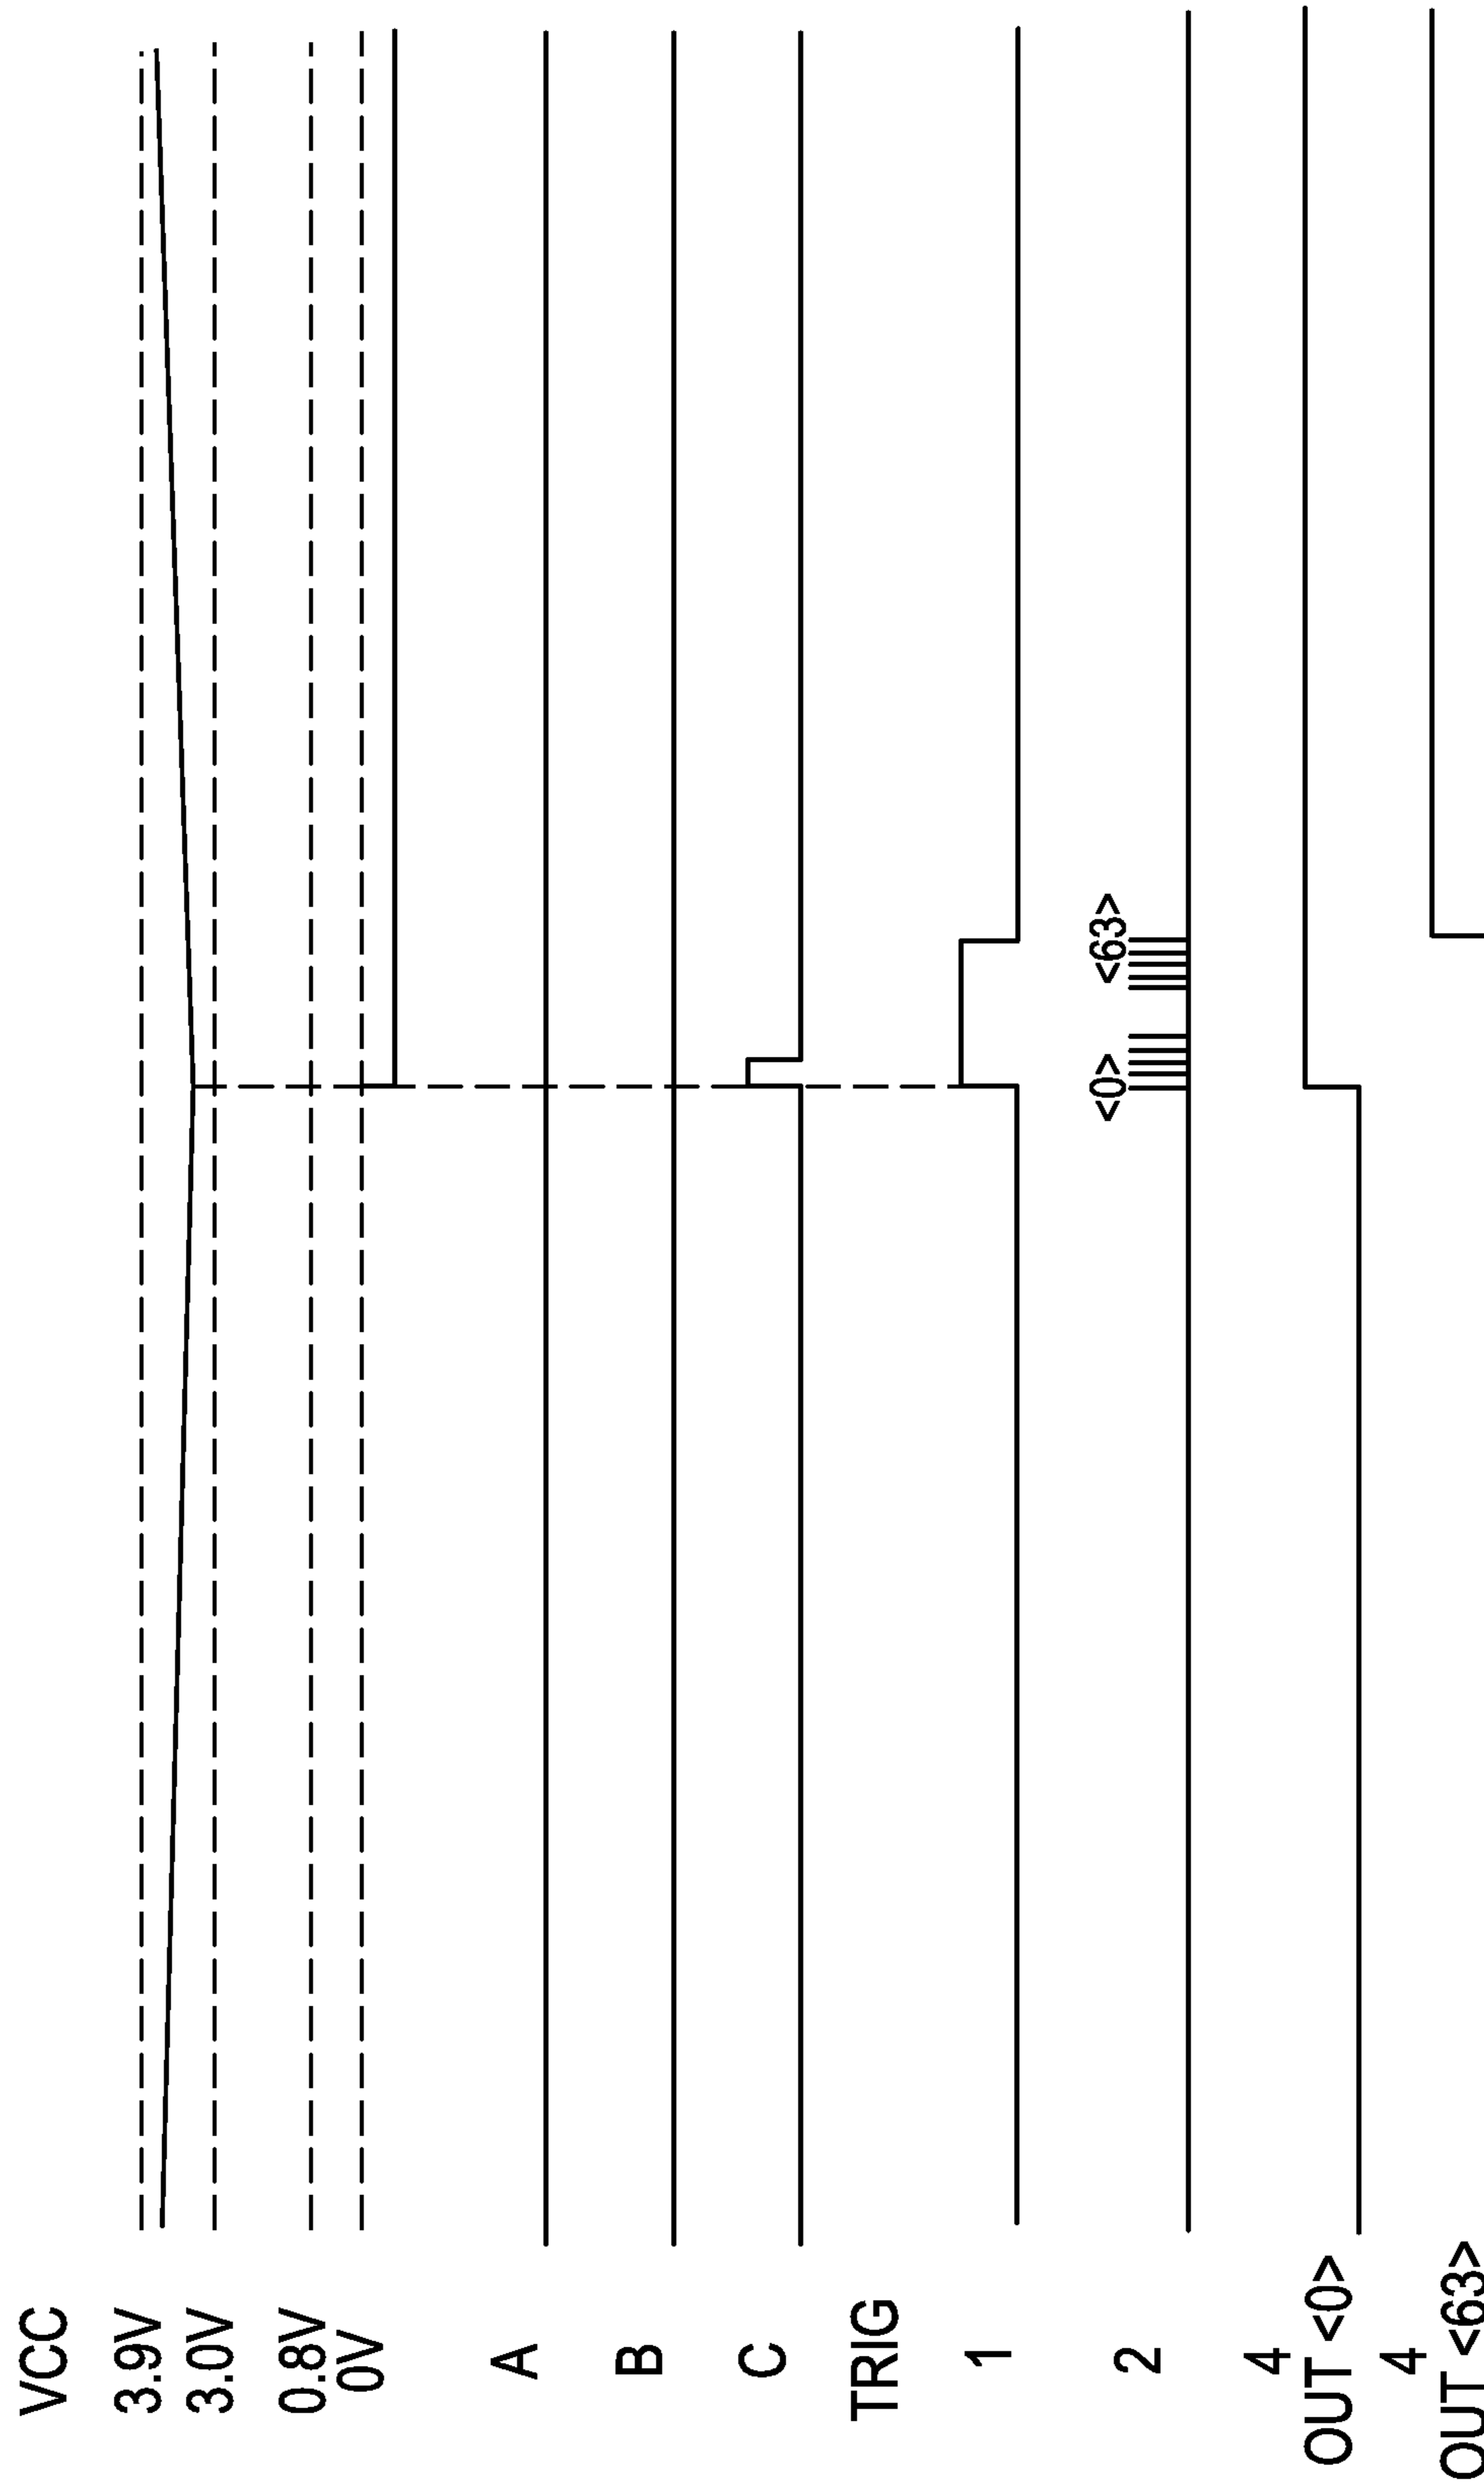 VCC
3.9V
3.0V
0.8V
0V
A
B
C
TRIG
1
2
<0>
<63>
4
OUT <0>
4
OUT <63>